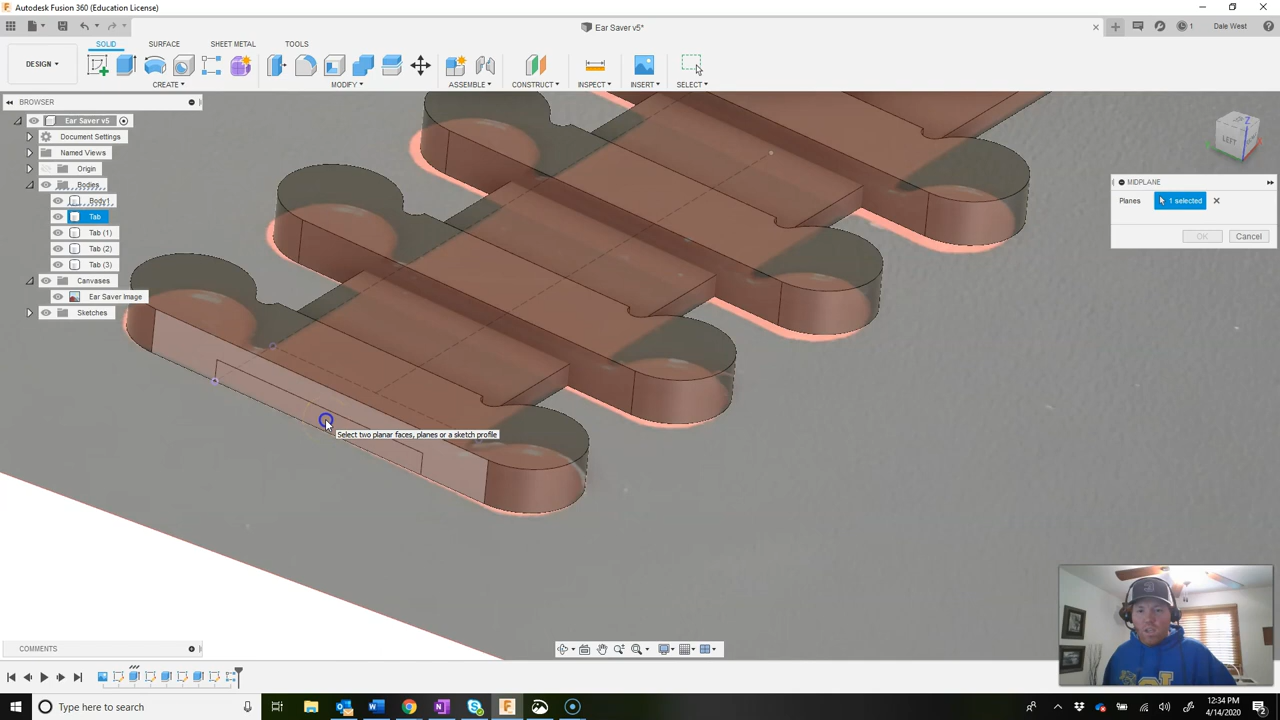 Autodesk Fusion 360 (Education License)
Ear Saver v5*
Dale West
SOLID SURFACE SHEET METAL TOOLS
DESIGN ▾
CREATE ▾ MODIFY ▾ ASSEMBLE ▾ CONSTRUCT ▾ INSPECT ▾ INSERT ▾ SELECT ▾
BROWSER
Ear Saver v5
Document Settings
Named Views
Origin
Bodies
Body1
Tab
Tab (1)
Tab (2)
Tab (3)
Canvases
Ear Saver Image
Sketches
LEFT
Z
MIDPLANE
Planes 1 selected
OK Cancel
Select two planar faces, planes or a sketch profile
COMMENTS
Type here to search
12:34 PM
4/14/2020
2